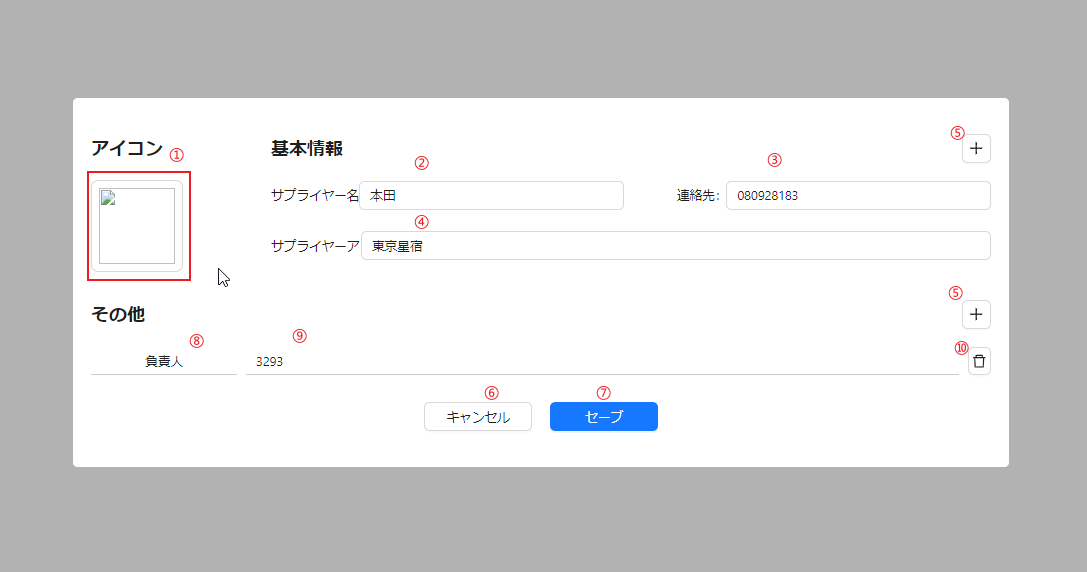 アイコン ①
基本情報
⑤
②
③
サプライヤー名 本田
連絡先: 080928183
④
サプライヤーア 東京星宿
その他
⑤
⑧
⑨
負責人 3293
⑩
⑥
⑦
キャンセル セーブ